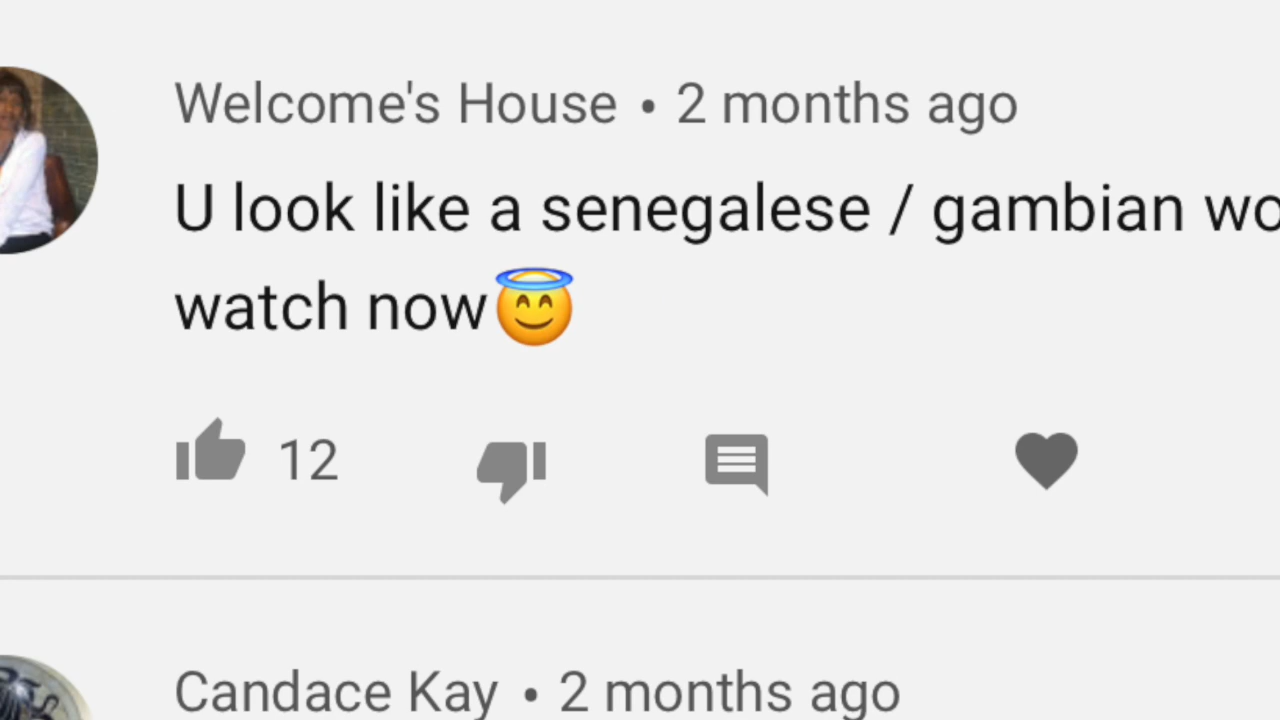 Welcome's House • 2 months ago
U look like a senegalese / gambian
watch now😇
12
Candace Kay • 2 months ago